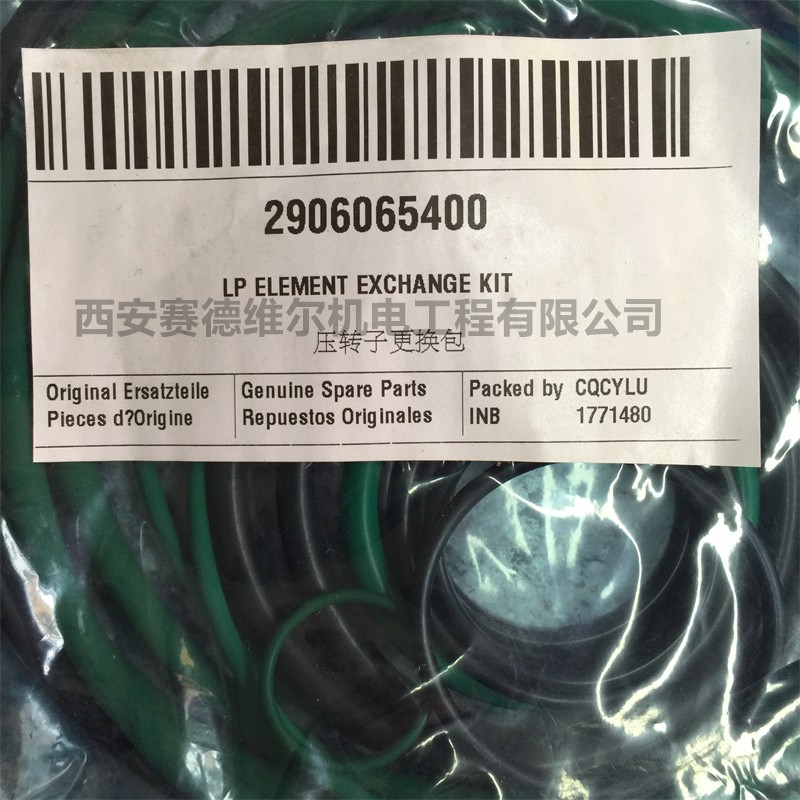 2906065400
LP ELEMENT EXCHANGE KIT
西安赛德维尔机电工程有限公司
压转子更换包
Original Ersatzteile
Pieces d?Origine
Genuine Spare Parts
Repuestos Originales
Packed by CQCYLU
INB 1771480